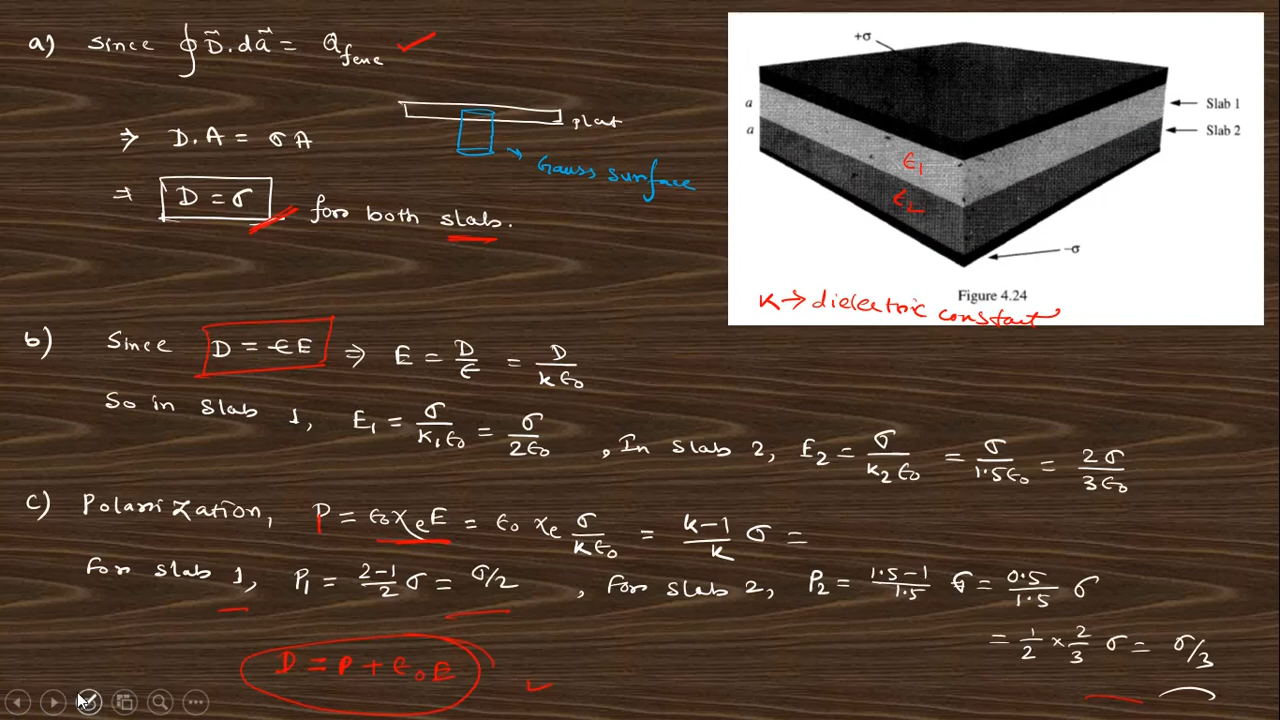 a) Since ∮ D⃗ . da⃗ = Qfenc
⇒ D . A = σ A
plat
Gauss surface
⇒ D = σ for both slab.
+σ
a
a
Slab 1
Slab 2
ϵ1
ϵ2
-σ
Figure 4.24
K → dielectric constant
b) Since D = ϵE ⇒ E = D/ϵ = D/kϵ0
So in slab 1, E1 = σ/k1ϵ0 = σ/2ϵ0 , In slab 2, E2 = σ/k2ϵ0 = σ/1.5ϵ0 = 2σ/3ϵ0
c) Polarization, P = ϵ0χeE = ϵ0 χe σ/kϵ0 = k-1/k σ =
For slab 1, P1 = 2-1/2 σ = σ/2 , For slab 2, P2 = 1.5-1/1.5 σ = 0.5/1.5 σ
= 1/2 × 2/3 σ = σ/3
D = P + ϵ0E